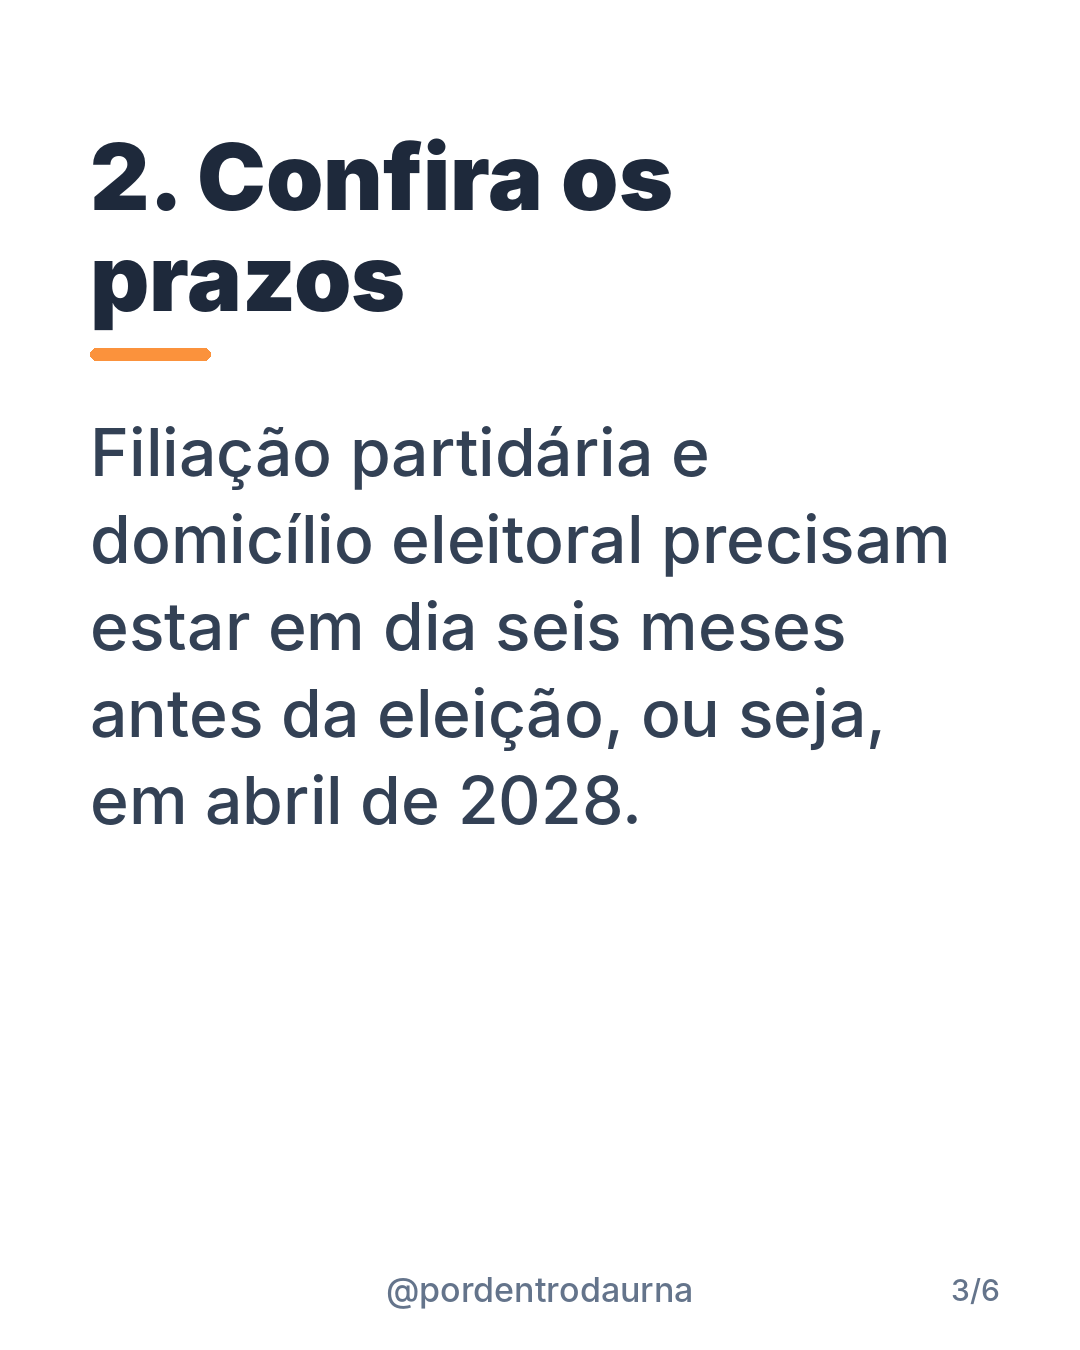 2. Confira os
prazos
Filiação partidária e
domicílio eleitoral precisam
estar em dia seis meses
antes da eleição, ou seja,
em abril de 2028.
@pordentrodaurna
3/6